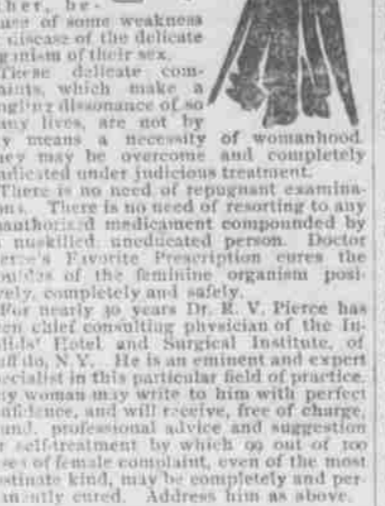 ther, be-
use of some weakness
disease of the delicate
ganism of their sex.
These delicate com-
aints, which make a
ngling dissonance of so
any lives, are not by
y means a necessity of womanhood.
hey may be overcome and completely
adicated under judicious treatment.
There is no need of repugnant examina-
ons. There is no need of resorting to any
nauthorized medicament compounded by
unskilled, uneducated person. Doctor
erce's Favorite Prescription cures the
oubles of the feminine organism posi-
vely, completely and safely.
For nearly 30 years Dr. R. V. Pierce has
en chief consulting physician of the In-
lids' Hotel and Surgical Institute, of
uffalo, N. Y. He is an eminent and expert
ecialist in this particular field of practice.
ny woman may write to him with perfect
nfidence, and will receive, free of charge,
und, professional advice and suggestion
r self-treatment by which 99 out of 100
ses of female complaint, even of the most
stinate kind, may be completely and per-
anently cured. Address him as above.